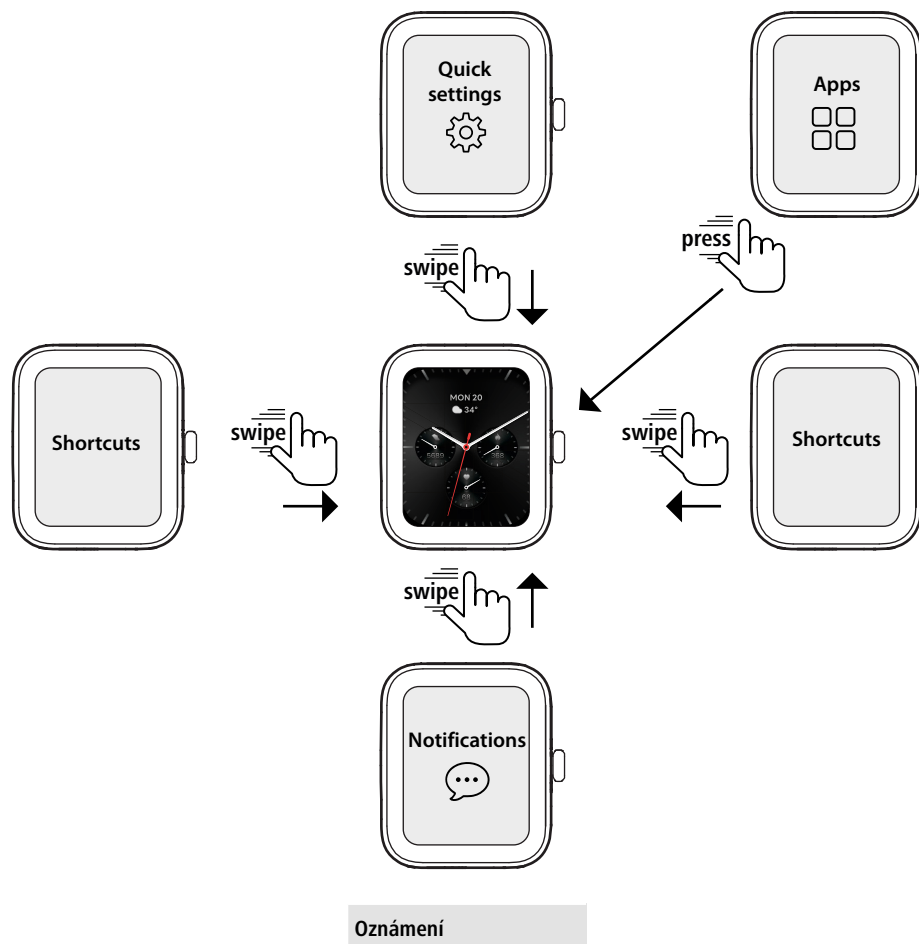 Quick
settings
Apps
press
swipe
Shortcuts
swipe
MON 20
34°
swipe
Shortcuts
swipe
Notifications
Oznámení